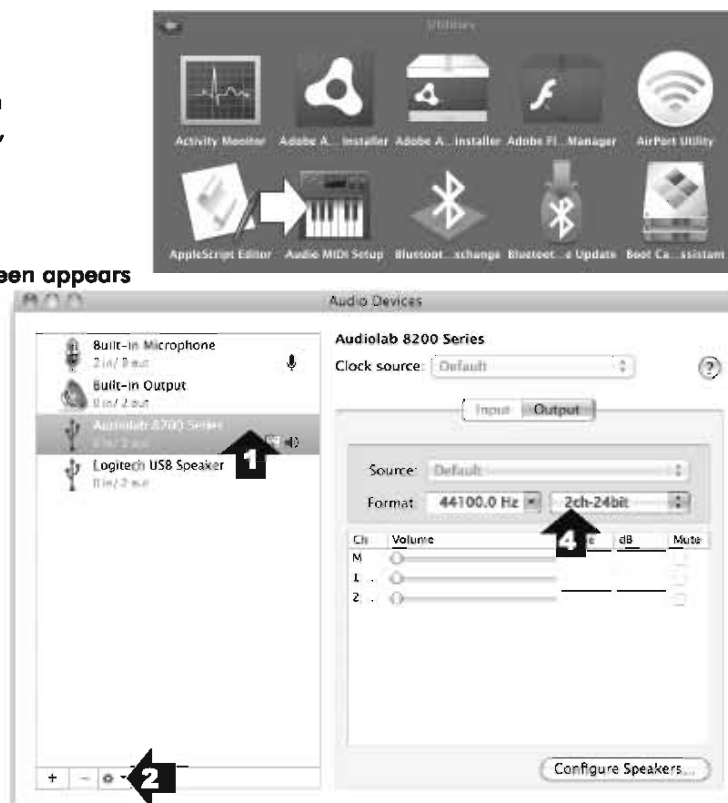 Utilities
Activity Monitor
Adobe A... Installer
Adobe A...installer
Adobe Fl...Manager
AirPort Utility
AppleScript Editor
Audio MIDI Setup
Bluetoot...xchange
Bluetoot...e Update
Boot Ca...ssistant
een appears
Audio Devices
Built-in Microphone
2 in/ 0 out
Built-in Output
0 in/ 2 out
Audiolab 8200 Series
0 in/ 2 out
1
Logitech USB Speaker
0 in/ 2 out
+ −
2
Audiolab 8200 Series
Clock source: Default
?
Input Output
Source: Default
Format 44100.0 Hz 2ch-24bit
4
Ch Volume dB Mute
M
1
2
Configure Speakers...